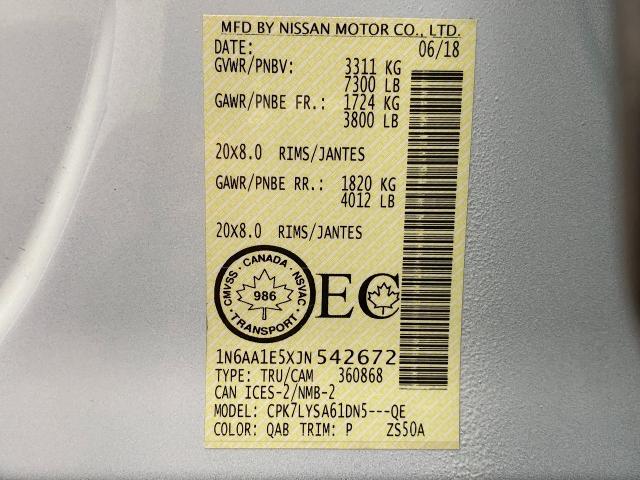 MFD BY NISSAN MOTOR CO., LTD.
DATE: 06/18
GVWR/PNBV: 3311 KG
7300 LB
GAWR/PNBE FR.: 1724 KG
3800 LB
20X8.0 RIMS/JANTES
GAWR/PNBE RR.: 1820 KG
4012 LB
20X8.0 RIMS/JANTES
CMVSS · CANADA · NSVAC
986
· TRANSPORT ·
EC
1N6AA1E5XJN542672
TYPE: TRU/CAM 360868
CAN ICES-2/NMB-2
MODEL: CPK7LYSA61DN5---QE
COLOR: QAB TRIM: P ZS50A